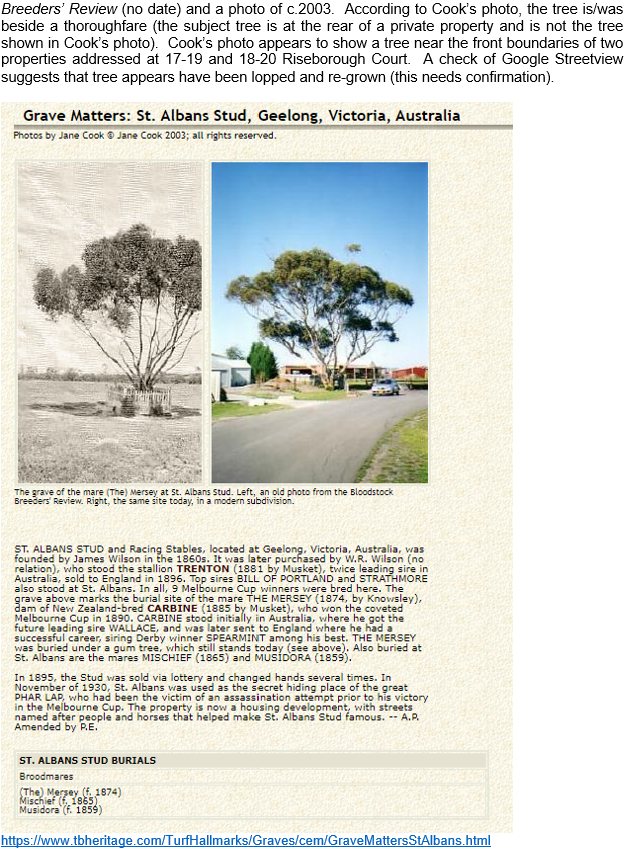 Breeders’ Review (no date) and a photo of c.2003. According to Cook’s photo, the tree is/was
beside a thoroughfare (the subject tree is at the rear of a private property and is not the tree
shown in Cook’s photo). Cook’s photo appears to show a tree near the front boundaries of two
properties addressed at 17-19 and 18-20 Riseborough Court. A check of Google Streetview
suggests that tree appears have been lopped and re-grown (this needs confirmation).
Grave Matters: St. Albans Stud, Geelong, Victoria, Australia
Photos by Jane Cook © Jane Cook 2003; all rights reserved.
The grave of the mare (The) Mersey at St. Albans Stud. Left, an old photo from the Bloodstock
Breeders' Review. Right, the same site today, in a modern subdivision.
ST. ALBANS STUD and Racing Stables, located at Geelong, Victoria, Australia, was
founded by James Wilson in the 1860s. It was later purchased by W.R. Wilson (no
relation), who stood the stallion TRENTON (1881 by Musket), twice leading sire in
Australia, sold to England in 1896. Top sires BILL OF PORTLAND and STRATHMORE
also stood at St. Albans. In all, 9 Melbourne Cup winners were bred here. The
grave above marks the burial site of the mare THE MERSEY (1874, by Knowsley),
dam of New Zealand-bred CARBINE (1885 by Musket), who won the coveted
Melbourne Cup in 1890. CARBINE stood initially in Australia, where he got the
future leading sire WALLACE, and was later sent to England where he had a
successful career, siring Derby winner SPEARMINT among his best. THE MERSEY
was buried under a gum tree, which still stands today (see above). Also buried at
St. Albans are the mares MISCHIEF (1865) and MUSIDORA (1859).
In 1895, the Stud was sold via lottery and changed hands several times. In
November of 1930, St. Albans was used as the secret hiding place of the great
PHAR LAP, who had been the victim of an assassination attempt prior to his victory
in the Melbourne Cup. The property is now a housing development, with streets
named after people and horses that helped make St. Albans Stud famous. -- A.P.
Amended by P.E.
ST. ALBANS STUD BURIALS
Broodmares
(The) Mersey (f. 1874)
Mischief (f. 1865)
Musidora (f. 1859)
https://www.tbheritage.com/TurfHallmarks/Graves/cem/GraveMattersStAlbans.html